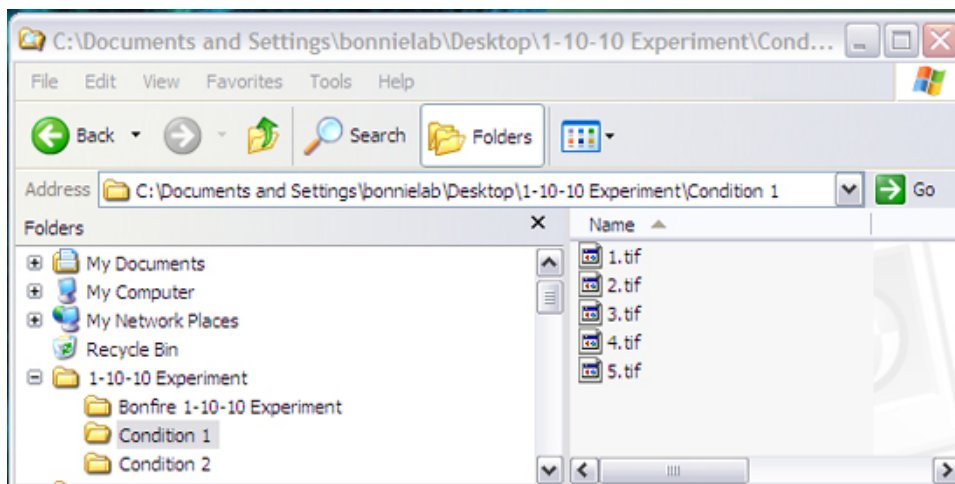 C:\Documents and Settings\bonnielab\Desktop\1-10-10 Experiment\Cond...
File Edit View Favorites Tools Help
Back Search Folders
Address C:\Documents and Settings\bonnielab\Desktop\1-10-10 Experiment\Condition 1 Go
Folders
My Documents
My Computer
My Network Places
Recycle Bin
1-10-10 Experiment
Bonfire 1-10-10 Experiment
Condition 1
Condition 2
Name
1.tif
2.tif
3.tif
4.tif
5.tif